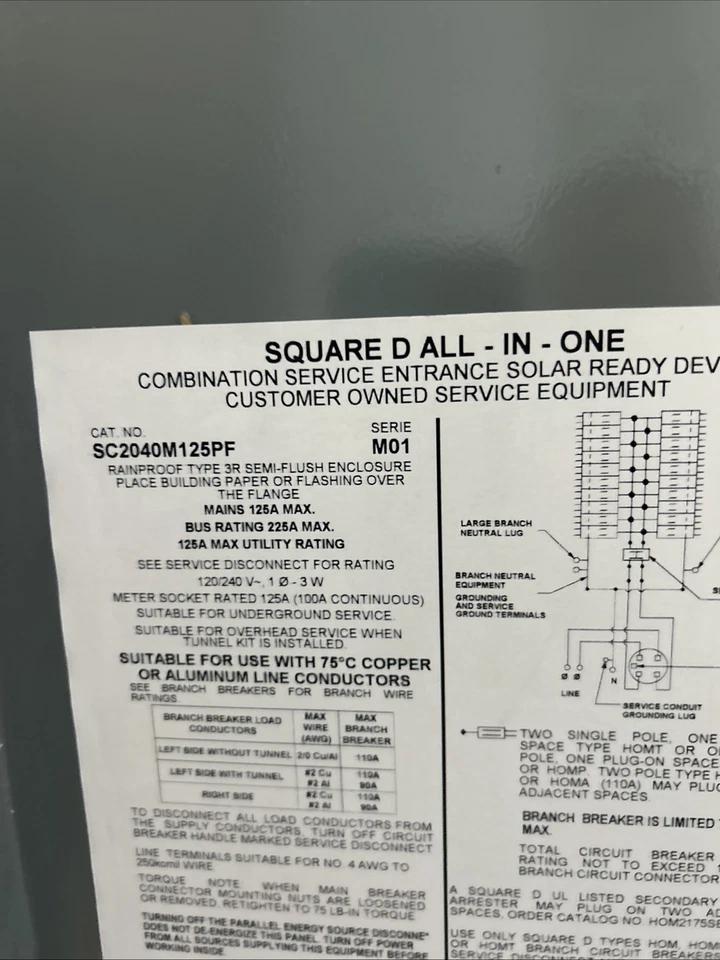 SQUARE D ALL - IN - ONE
COMBINATION SERVICE ENTRANCE SOLAR READY DEV
CUSTOMER OWNED SERVICE EQUIPMENT
CAT. NO.
SC2040M125PF
SERIE
M01
RAINPROOF TYPE 3R SEMI-FLUSH ENCLOSURE
PLACE BUILDING PAPER OR FLASHING OVER
THE FLANGE
MAINS 125A MAX.
BUS RATING 225A MAX.
125A MAX UTILITY RATING
SEE SERVICE DISCONNECT FOR RATING
120/240 V~, 1 Ø - 3 W
METER SOCKET RATED 125A (100A CONTINUOUS)
SUITABLE FOR UNDERGROUND SERVICE.
SUITABLE FOR OVERHEAD SERVICE WHEN
TUNNEL KIT IS INSTALLED.
SUITABLE FOR USE WITH 75°C COPPER
OR ALUMINUM LINE CONDUCTORS
SEE BRANCH BREAKERS FOR BRANCH WIRE
RATINGS.
BRANCH BREAKER LOAD CONDUCTORS MAX WIRE (AWG) MAX BRANCH BREAKER
LEFT SIDE WITHOUT TUNNEL 2/0 Cu/Al 110A
LEFT SIDE WITH TUNNEL #2 Cu 110A
#2 Al 90A
RIGHT SIDE #2 Cu 110A
#2 Al 90A
TO DISCONNECT ALL LOAD CONDUCTORS FROM
THE SUPPLY CONDUCTORS, TURN OFF CIRCUIT
BREAKER HANDLE MARKED SERVICE DISCONNECT
LINE TERMINALS SUITABLE FOR NO. 4 AWG TO
250kcmil WIRE
TORQUE NOTE: WHEN MAIN BREAKER
CONNECTOR MOUNTING NUTS ARE LOOSENED
OR REMOVED, RETIGHTEN TO 75 LB-IN TORQUE
TURNING OFF THE PARALLEL ENERGY SOURCE DISCONNE
DOES NOT DE-ENERGIZE THIS PANEL. TURN OFF POWER
FROM ALL SOURCES SUPPLYING THIS EQUIPMENT BEFORE
WORKING INSIDE.
LARGE BRANCH
NEUTRAL LUG
BRANCH NEUTRAL
EQUIPMENT
GROUNDING
AND SERVICE
GROUND TERMINALS
Ø Ø
N
LINE
SERVICE CONDUIT
GROUNDING LUG
TWO SINGLE POLE, ONE
SPACE TYPE HOMT OR O
POLE, ONE PLUG-ON SPACE
OR HOMP. TWO POLE TYPE H
OR HOMA (110A) MAY PLUG
ADJACENT SPACES.
BRANCH BREAKER IS LIMITED
MAX.
TOTAL CIRCUIT BREAKER
RATING NOT TO EXCEED 1
BRANCH CIRCUIT CONNECTOR
A SQUARE D UL LISTED SECONDARY
ARRESTER MAY PLUG ON TWO AD
SPACES, ORDER CATALOG NO. HOM2175SB
USE ONLY SQUARE D TYPES HOM, HOM
OR HOMT BRANCH CIRCUIT BREAKERS
SERVICE DISCONNECT